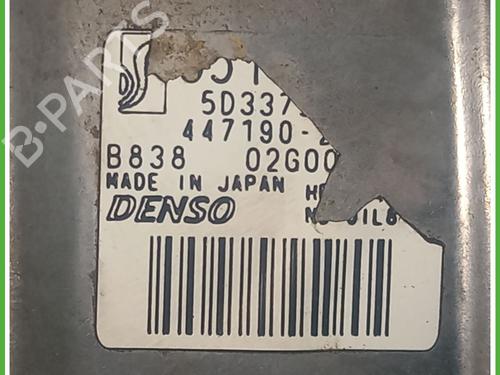 5D337
447190-
B838 02G00
MADE IN JAPAN
DENSO
B-PARTS